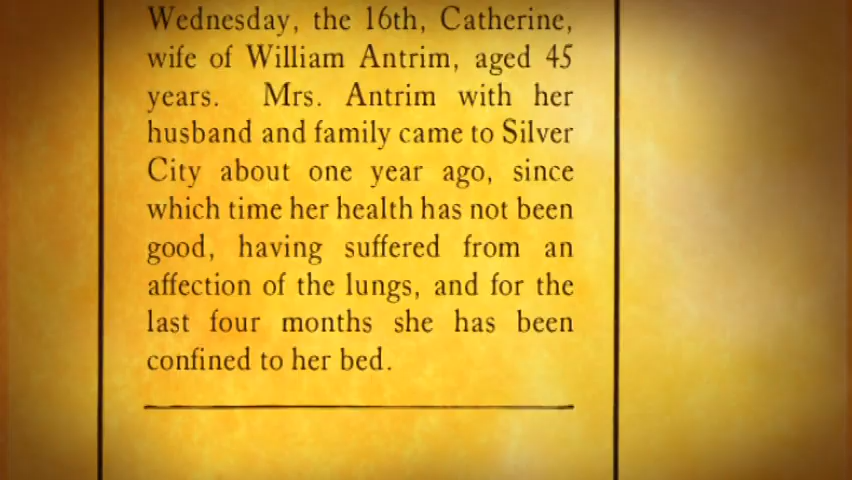 Wednesday, the 16th, Catherine,
wife of William Antrim, aged 45
years. Mrs. Antrim with her
husband and family came to Silver
City about one year ago, since
which time her health has not been
good, having suffered from an
affection of the lungs, and for the
last four months she has been
confined to her bed.